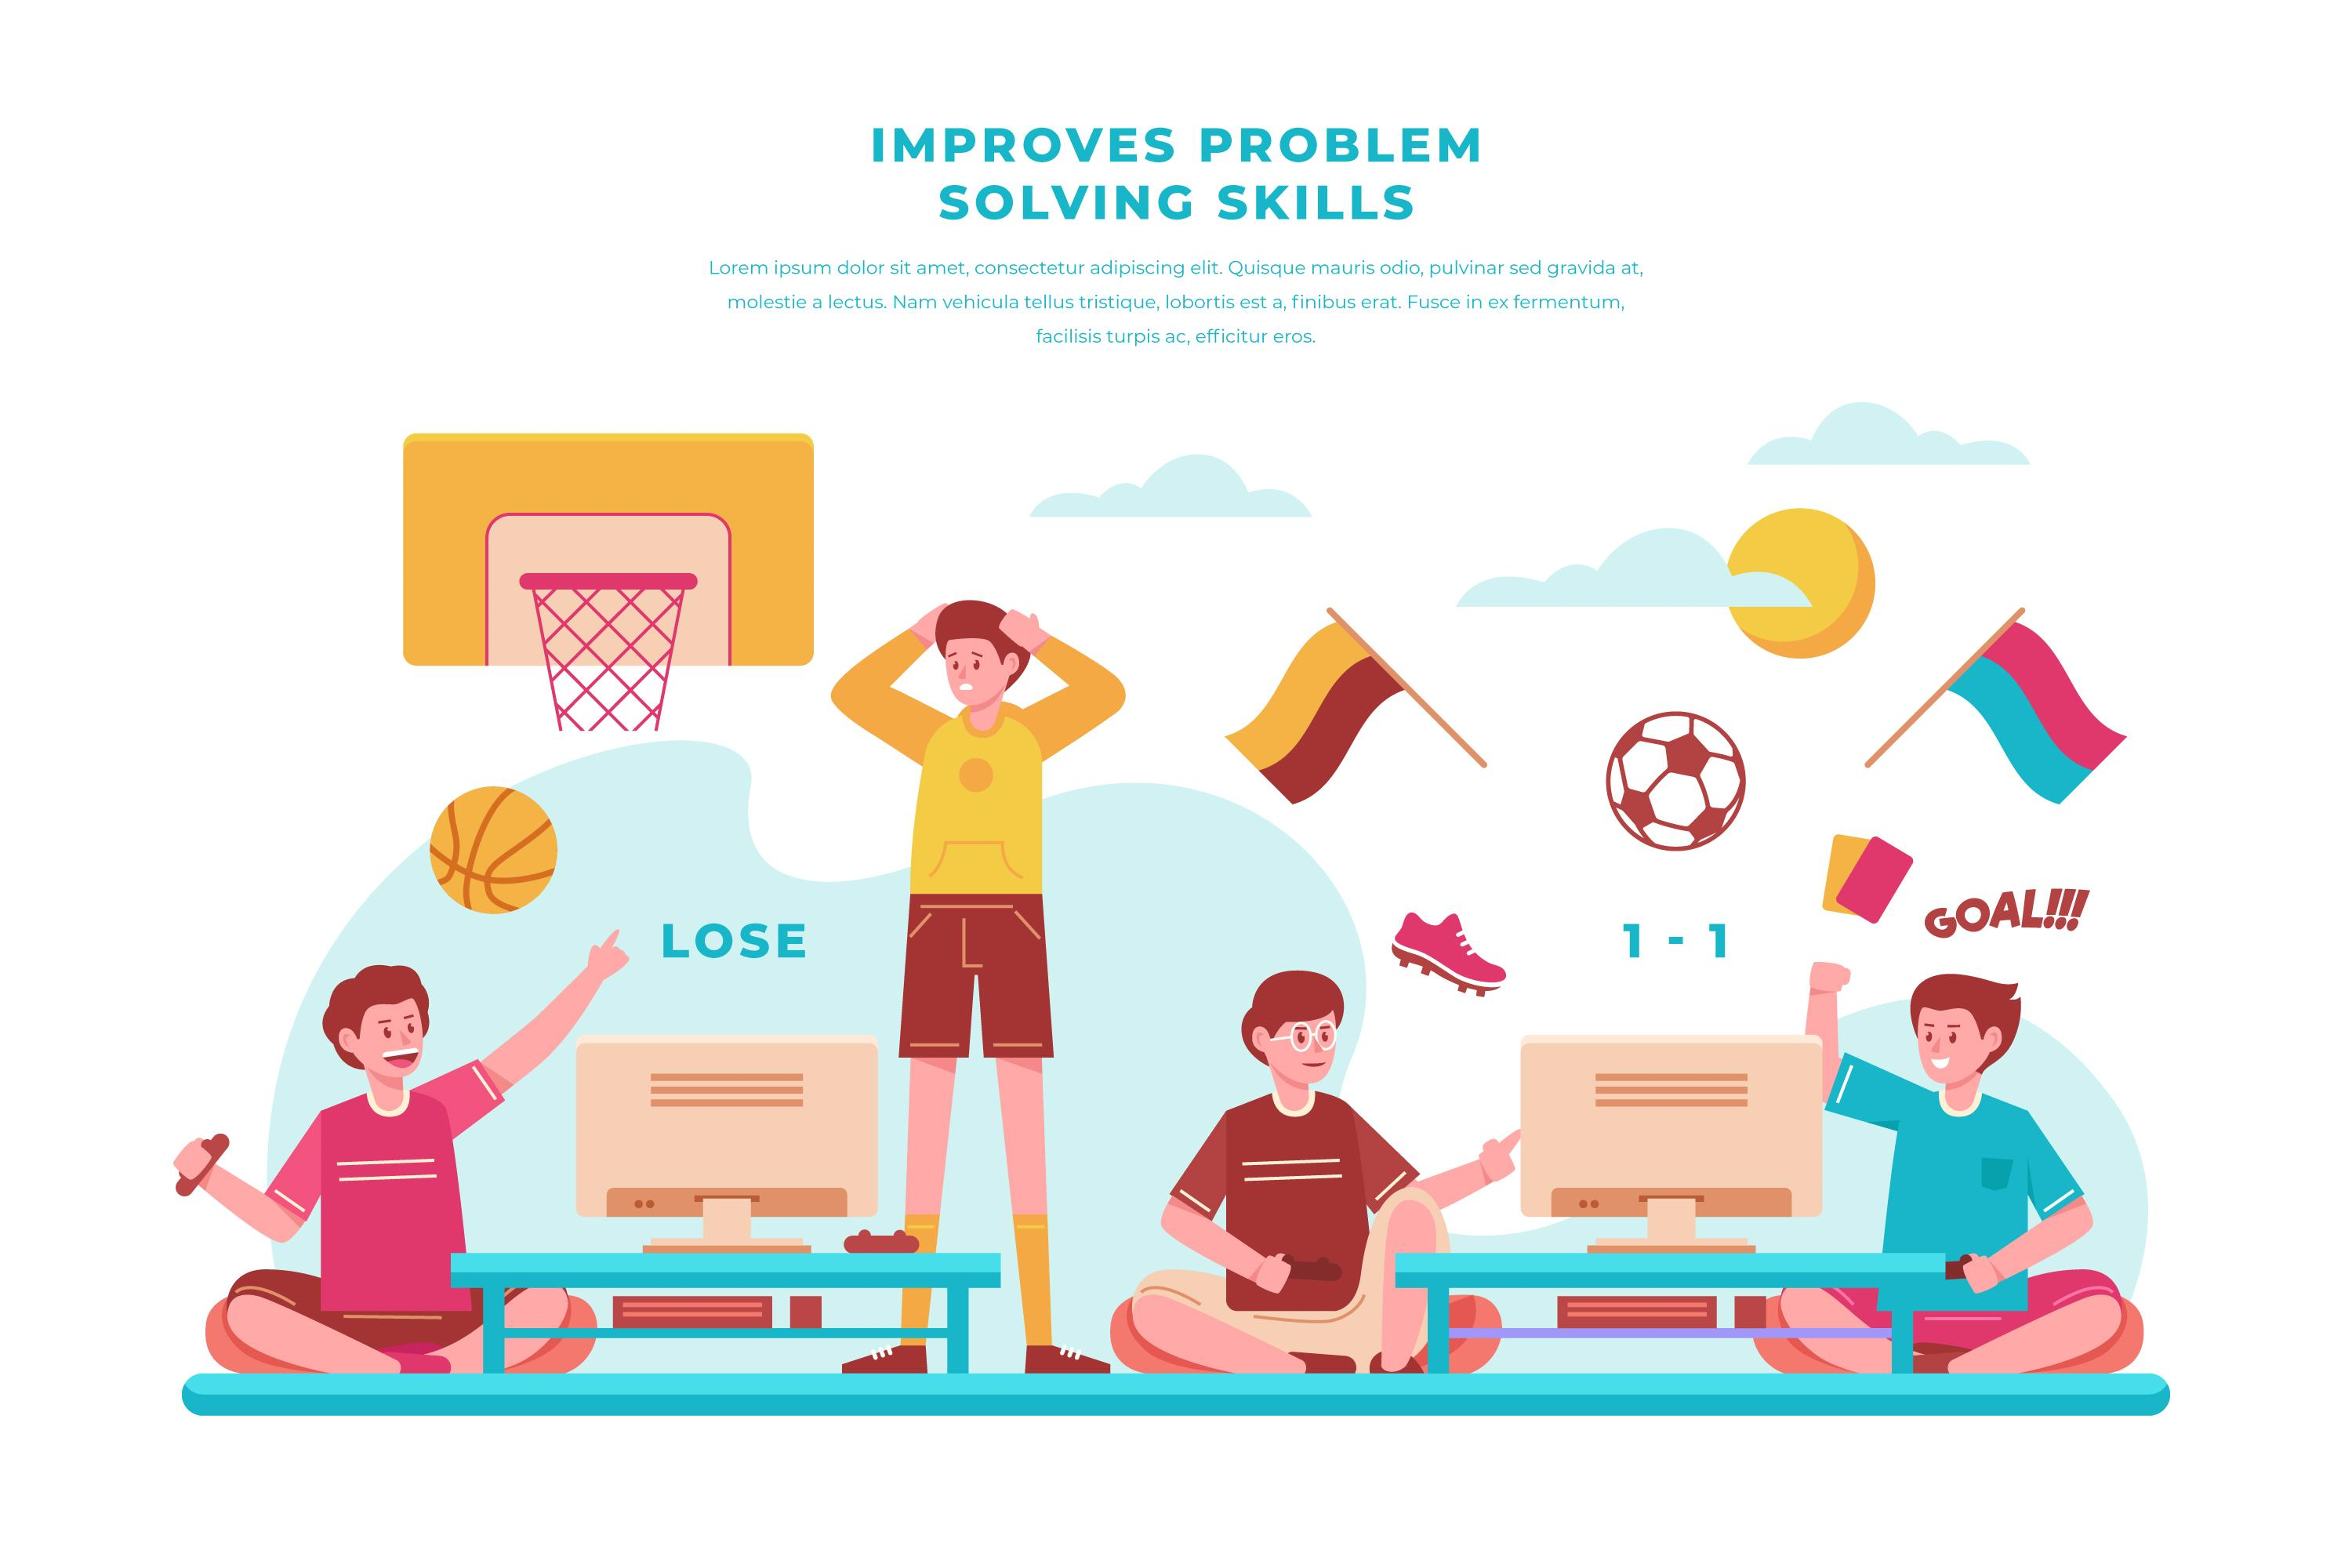 IMPROVES PROBLEM
SOLVING SKILLS
Lorem ipsum dolor sit amet, consectetur adipiscing elit. Quisque mauris odio, pulvinar sed gravida at,
molestie a lectus. Nam vehicula tellus tristique, lobortis est a, finibus erat. Fusce in ex fermentum,
facilisis turpis ac, efficitur eros.
GOAL!!!!
LOSE
1 - 1